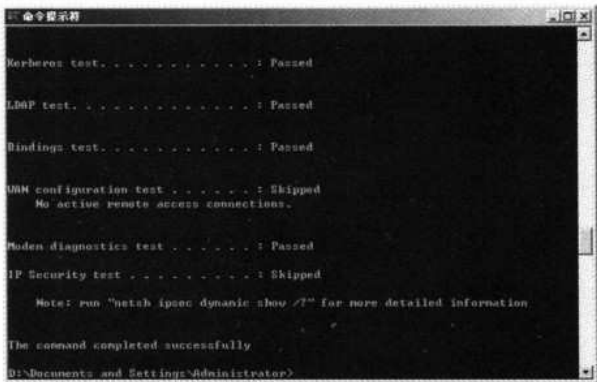 命令提示符
Kerberos test. . . . . . . . . . . : Passed
LDAP test. . . . . . . . . . . . . : Passed
Bindings test. . . . . . . . . . . : Passed
WAN configuration test . . . . . . : Skipped
No active remote access connections.
Modem diagnostics test . . . . . . : Passed
IP Security test . . . . . . . . . : Skipped
Note: run "netsh ipsec dynamic show /?" for more detailed information
The command completed successfully
D:\Documents and Settings\Administrator>